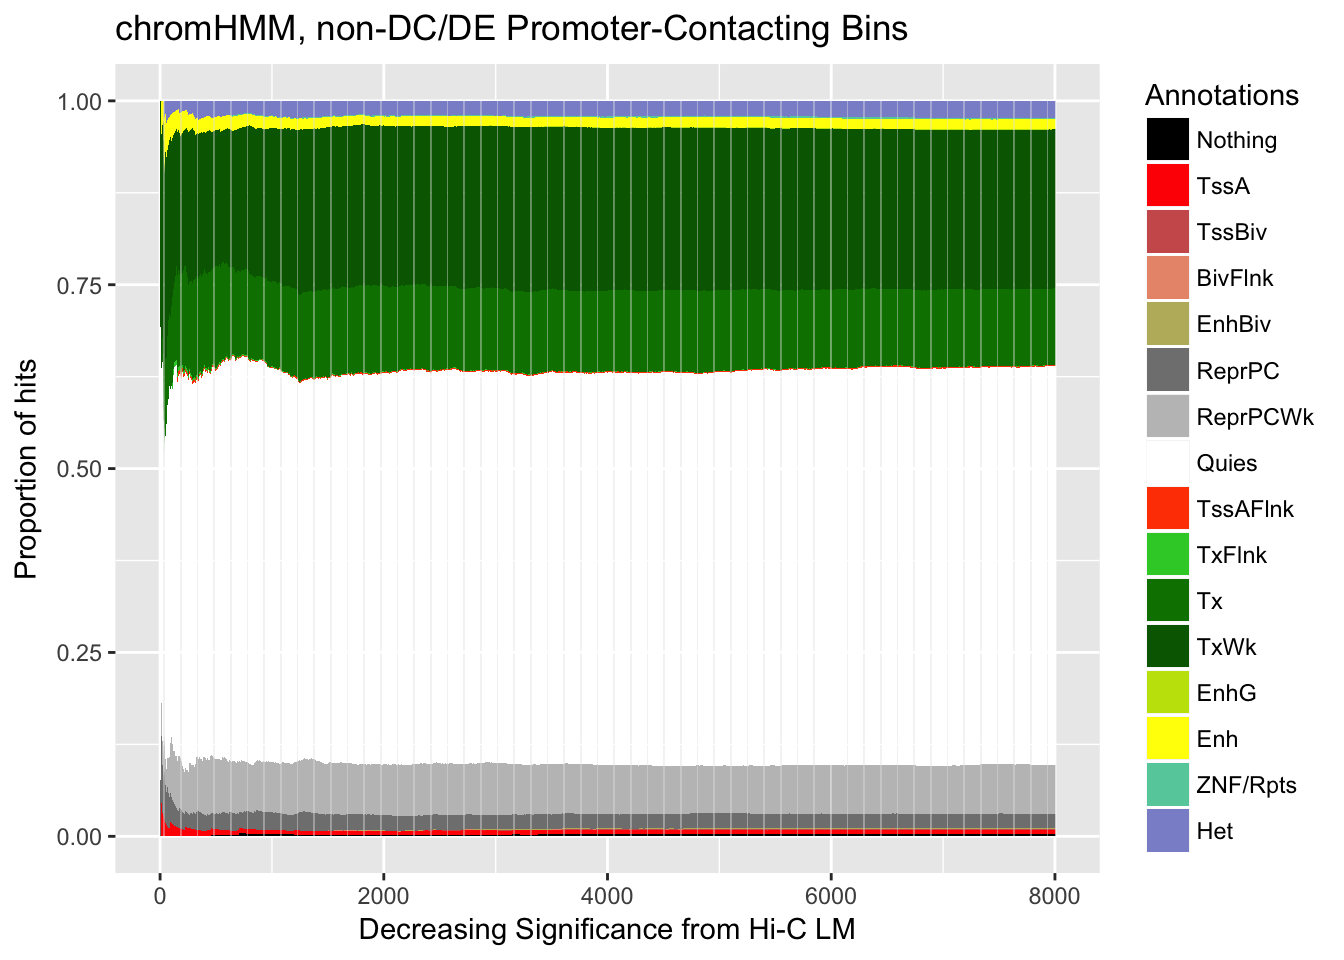 chromHMM, non-DC/DE Promoter-Contacting Bins
Proportion of hits
1.00
0.75
0.50
0.25
0.00
0
2000
4000
6000
8000
Decreasing Significance from Hi-C LM
Annotations
Nothing
TssA
TssBiv
BivFlnk
EnhBiv
ReprPC
ReprPCWk
Quies
TssAFlnk
TxFlnk
Tx
TxWk
EnhG
Enh
ZNF/Rpts
Het